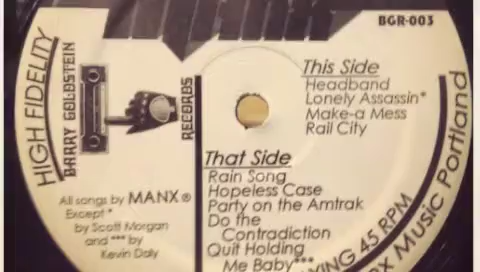 BGR-003
HIGH FIDELITY
BARRY GOLDSTEIN
RECORDS
This Side
Headband
Lonely Assassin*
Make-a Mess
Rail City
That Side
Rain Song
Hopeless Case
Party on the Amtrak
Do the
Contradiction
Quit Holding
Me Baby***
All songs by MANX®
Except *
by Scott Morgan
and *** by
Kevin Daly
45 RPM
Music Portland